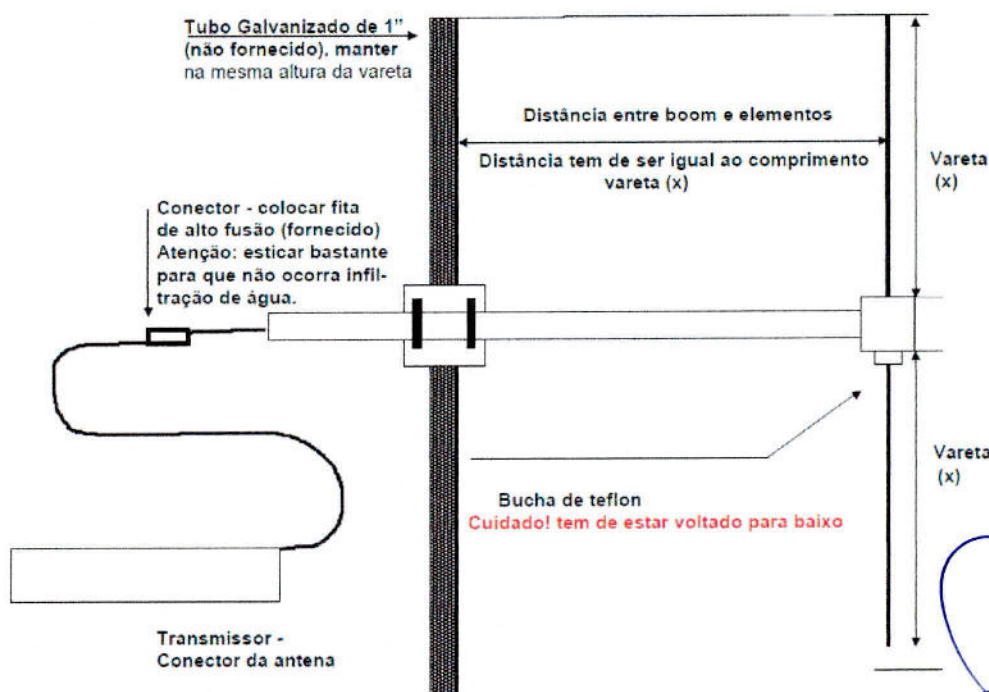 Tubo Galvanizado de 1"
(não fornecido), manter
na mesma altura da vareta
Distância entre boom e elementos
Distância tem de ser igual ao comprimento
vareta (x)
Vareta
(x)
Conector - colocar fita
de alto fusão (fornecido)
Atenção: esticar bastante
para que não ocorra infil-
tração de água.
Vareta
(x)
Bucha de teflon
Cuidado! tem de estar voltado para baixo
Transmissor -
Conector da antena